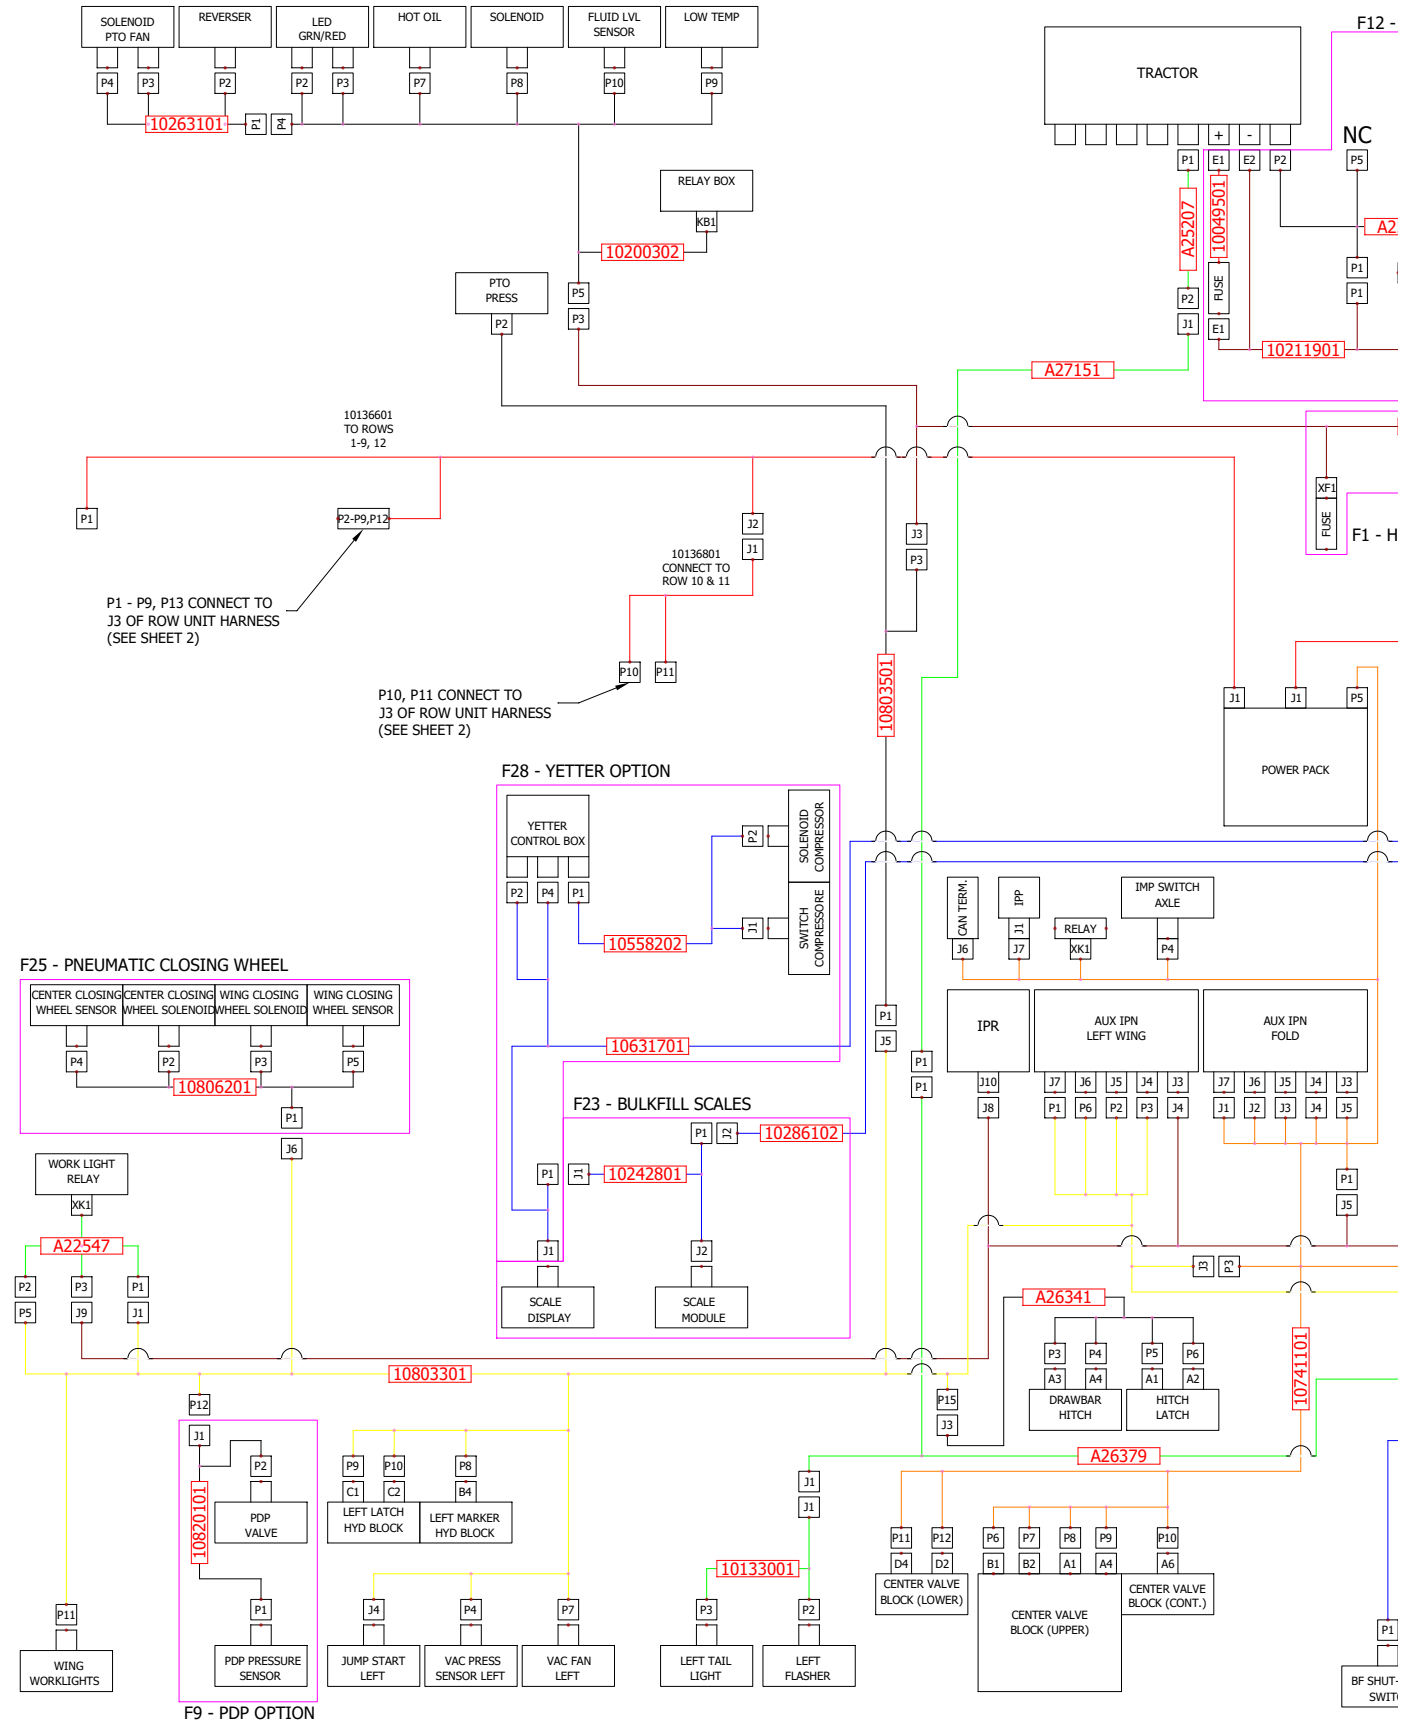 SOLENOID
PTO FAN
REVERSER
LED
GRN/RED
HOT OIL
SOLENOID
FLUID LVL
SENSOR
LOW TEMP
P4
P3
P2
P2
P3
P7
P8
P10
P9
10263101
P1
P4
F12 -
TRACTOR
+
-
NC
P1
E1
E2
P2
P5
A25207
10049501
A2
RELAY BOX
KB1
10200302
PTO
PRESS
P2
P5
P3
P2
J1
FUSE
E1
P1
P1
10211901
A27151
10136601
TO ROWS
1-9, 12
P1
P2-P9,P12
J2
J1
10136801
CONNECT TO
ROW 10 & 11
J3
P3
XF1
FUSE
F1 - H
P1 - P9, P13 CONNECT TO
J3 OF ROW UNIT HARNESS
(SEE SHEET 2)
P10
P11
P10, P11 CONNECT TO
J3 OF ROW UNIT HARNESS
(SEE SHEET 2)
10803501
J1
J1
P5
POWER PACK
F28 - YETTER OPTION
YETTER
CONTROL BOX
P2
P4
P1
P2
J1
SOLENOID
COMPRESSOR
SWITCH
COMPRESSORE
10558202
10631701
CAN TERM.
J6
IPP
J1
J7
RELAY
XK1
IMP SWITCH
AXLE
P4
F25 - PNEUMATIC CLOSING WHEEL
CENTER CLOSING
WHEEL SENSOR
CENTER CLOSING
WHEEL SOLENOID
WING CLOSING
WHEEL SOLENOID
WING CLOSING
WHEEL SENSOR
P4
P2
P3
P5
10806201
P1
J6
P1
J5
IPR
AUX IPN
LEFT WING
AUX IPN
FOLD
P1
P1
J10
J8
J7
J6
J5
J4
J3
P1
P6
P2
P3
J4
J7
J6
J5
J4
J3
J1
J2
J3
J4
J5
F23 - BULKFILL SCALES
P1
J2
10286102
P1
J1
10242801
J1
J2
SCALE
DISPLAY
SCALE
MODULE
P1
J5
WORK LIGHT
RELAY
XK1
A22547
P2
P3
P1
P5
J9
J1
J3
P3
A26341
P3
P4
P5
P6
A3
A4
A1
A2
DRAWBAR
HITCH
HITCH
LATCH
10741101
10803301
P12
P15
J3
J1
P2
10820101
PDP
VALVE
P1
PDP PRESSURE
SENSOR
F9 - PDP OPTION
P9
P10
P8
C1
C2
B4
LEFT LATCH
HYD BLOCK
LEFT MARKER
HYD BLOCK
A26379
J1
J1
10133001
P11
P12
P6
P7
P8
P9
P10
D4
D2
B1
B2
A1
A4
A6
CENTER VALVE
BLOCK (LOWER)
CENTER VALVE
BLOCK (UPPER)
CENTER VALVE
BLOCK (CONT.)
P11
WING
WORKLIGHTS
J4
P4
P7
JUMP START
LEFT
VAC PRESS
SENSOR LEFT
VAC FAN
LEFT
P3
P2
LEFT TAIL
LIGHT
LEFT
FLASHER
P1
BF SHUT-
SWITC